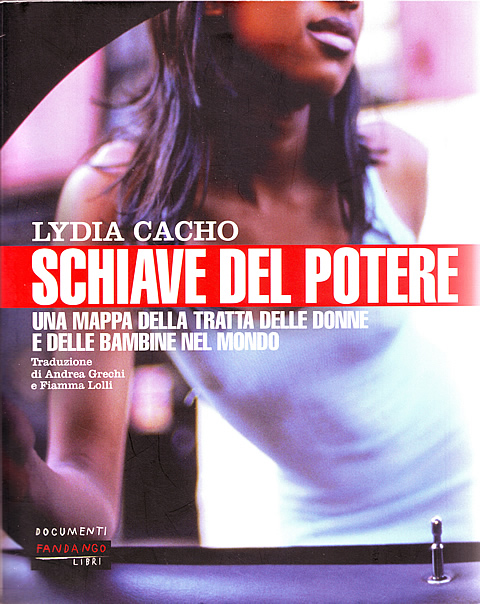 LYDIA CACHO
SCHIAVE DEL POTERE
UNA MAPPA DELLA TRATTA DELLE DONNE
E DELLE BAMBINE NEL MONDO
Traduzione
di Andrea Grechi
e Fiamma Lolli
DOCUMENTI
FANDANGO
LIBRI